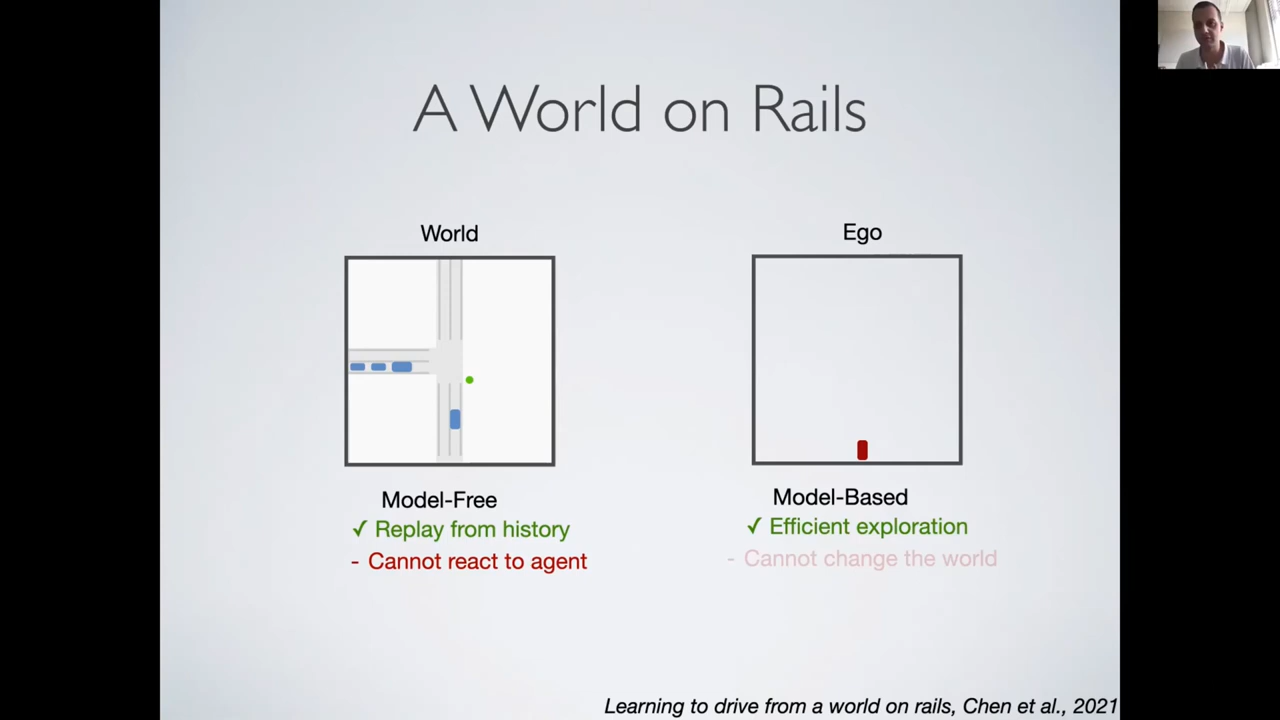 A World on Rails
World
Ego
Model-Free
✓ Replay from history
- Cannot react to agent
Model-Based
✓ Efficient exploration
- Cannot change the world
Learning to drive from a world on rails, Chen et al., 2021